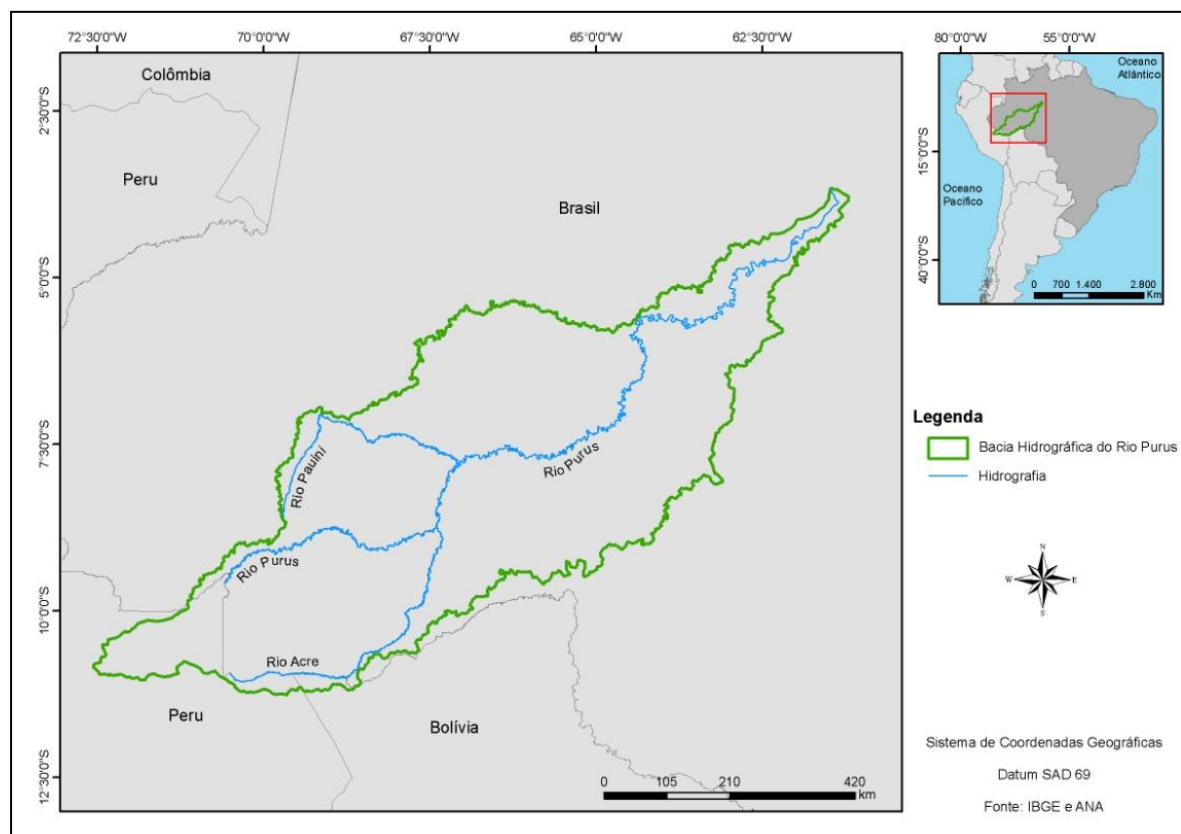 72°30'0"W
70°0'0"W
67°30'0"W
65°0'0"W
62°30'0"W
2°30'0"S
5°0'0"S
7°30'0"S
10°0'0"S
12°30'0"S
Colômbia
Peru
Brasil
Rio Pauini
Rio Purus
Rio Purus
Rio Acre
Peru
Bolívia
0 105 210 420
km
80°0'0"W
55°0'0"W
15°0'0"S
40°0'0"S
Oceano
Atlântico
Oceano
Pacífico
0 700 1.400 2.800
Km
Legenda
Bacia Hidrográfica do Rio Purus
Hidrografia
N
W E
S
Sistema de Coordenadas Geográficas
Datum SAD 69
Fonte: IBGE e ANA